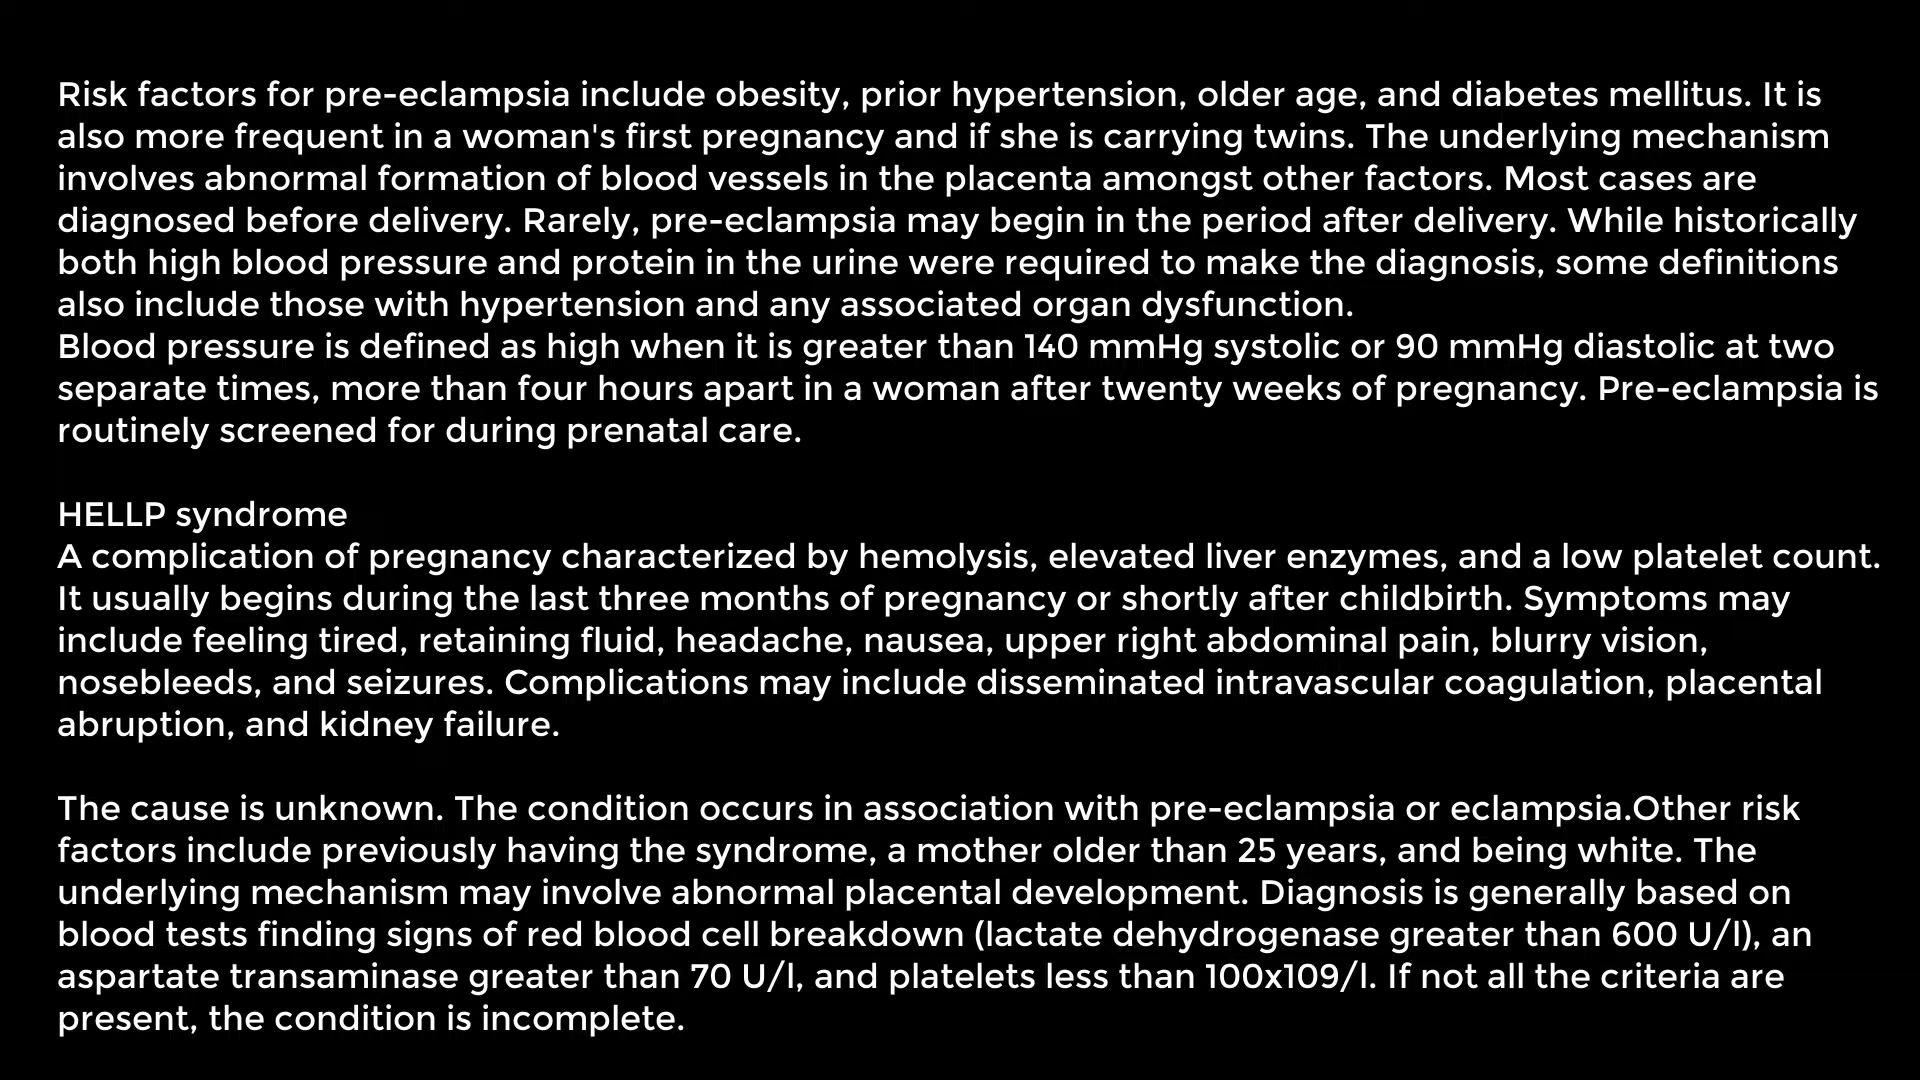 Risk factors for pre-eclampsia include obesity, prior hypertension, older age, and diabetes mellitus. It is
also more frequent in a woman's first pregnancy and if she is carrying twins. The underlying mechanism
involves abnormal formation of blood vessels in the placenta amongst other factors. Most cases are
diagnosed before delivery. Rarely, pre-eclampsia may begin in the period after delivery. While historically
both high blood pressure and protein in the urine were required to make the diagnosis, some definitions
also include those with hypertension and any associated organ dysfunction.
Blood pressure is defined as high when it is greater than 140 mmHg systolic or 90 mmHg diastolic at two
separate times, more than four hours apart in a woman after twenty weeks of pregnancy. Pre-eclampsia is
routinely screened for during prenatal care.
HELLP syndrome
A complication of pregnancy characterized by hemolysis, elevated liver enzymes, and a low platelet count.
It usually begins during the last three months of pregnancy or shortly after childbirth. Symptoms may
include feeling tired, retaining fluid, headache, nausea, upper right abdominal pain, blurry vision,
nosebleeds, and seizures. Complications may include disseminated intravascular coagulation, placental
abruption, and kidney failure.
The cause is unknown. The condition occurs in association with pre-eclampsia or eclampsia.Other risk
factors include previously having the syndrome, a mother older than 25 years, and being white. The
underlying mechanism may involve abnormal placental development. Diagnosis is generally based on
blood tests finding signs of red blood cell breakdown (lactate dehydrogenase greater than 600 U/l), an
aspartate transaminase greater than 70 U/l, and platelets less than 100x109/l. If not all the criteria are
present, the condition is incomplete.